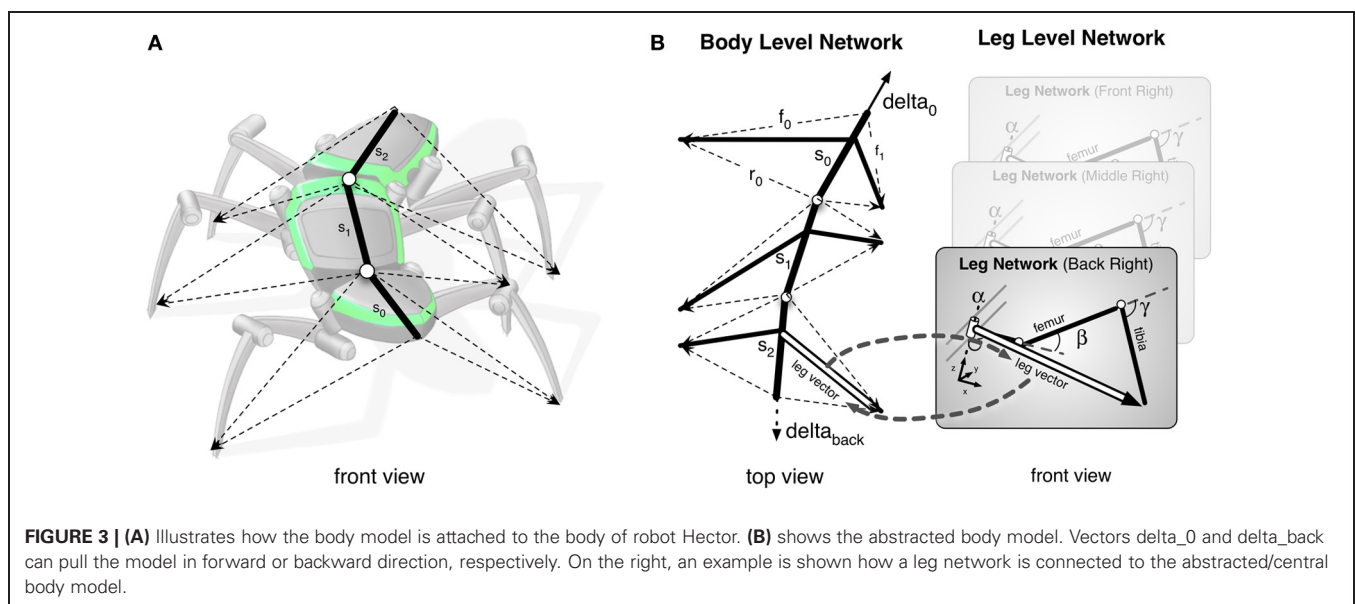 A
s2
s1
s0
front view
B
Body Level Network
delta0
f0
s0
f1
r0
s1
s2
leg vector
deltaback
top view
Leg Level Network
Leg Network (Front Right)
α
femur
γ
Leg Network (Middle Right)
α
femur
γ
Leg Network (Back Right)
α
femur
γ
β
tibia
leg vector
z
y
x
front view
FIGURE 3 | (A) Illustrates how the body model is attached to the body of robot Hector. (B) shows the abstracted body model. Vectors delta_0 and delta_back
can pull the model in forward or backward direction, respectively. On the right, an example is shown how a leg network is connected to the abstracted/central
body model.